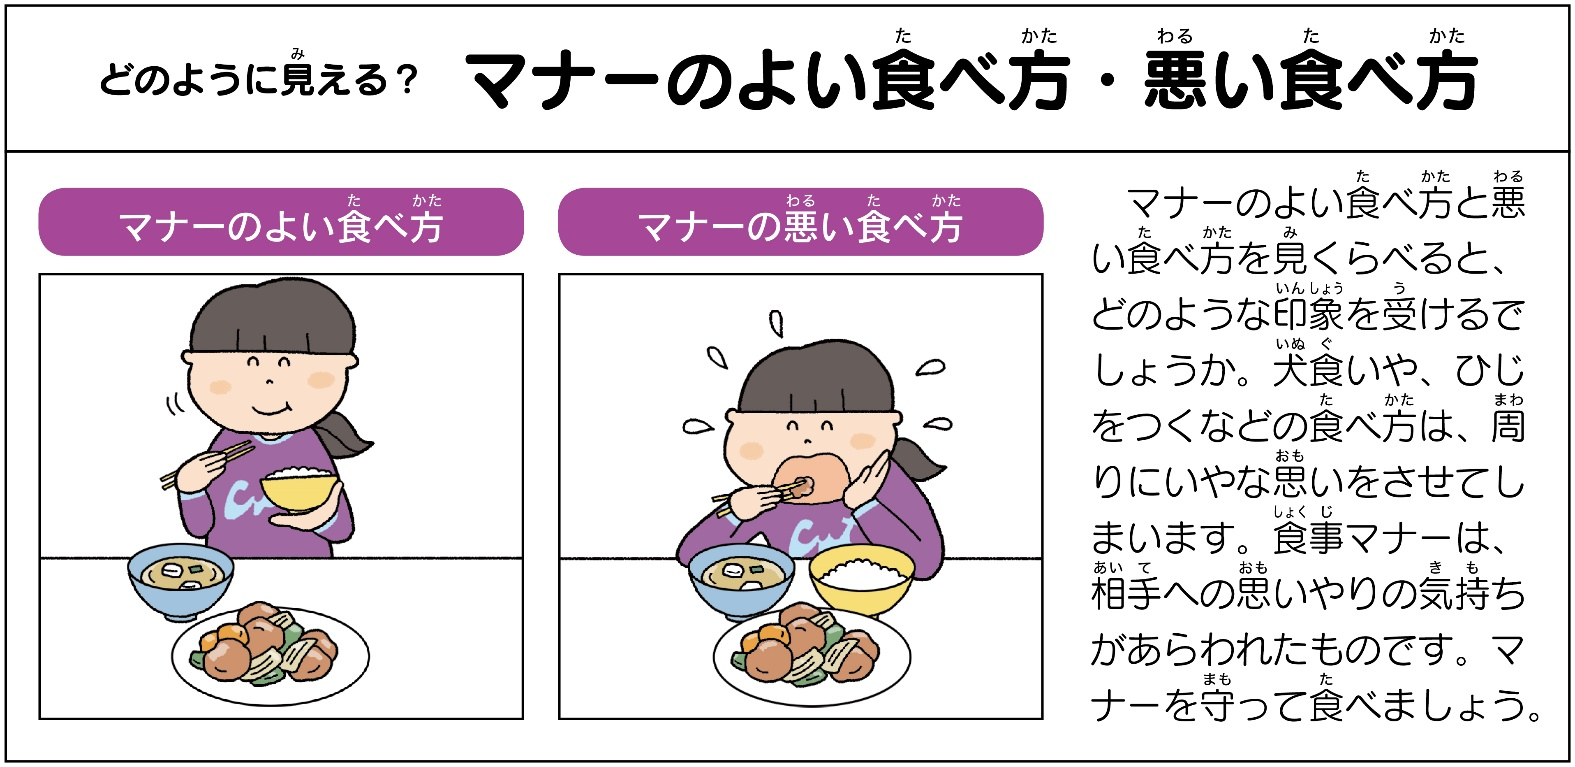 どのように見える？ マナーのよい食べ方・悪い食べ方
マナーのよい食べ方
マナーの悪い食べ方
マナーのよい食べ方と悪
い食べ方を見くらべると、
どのような印象を受けるで
しょうか。犬食いや、ひじ
をつくなどの食べ方は、周
りにいやな思いをさせてし
まいます。食事マナーは、
相手への思いやりの気持ち
があらわれたものです。マ
ナーを守って食べましょう。